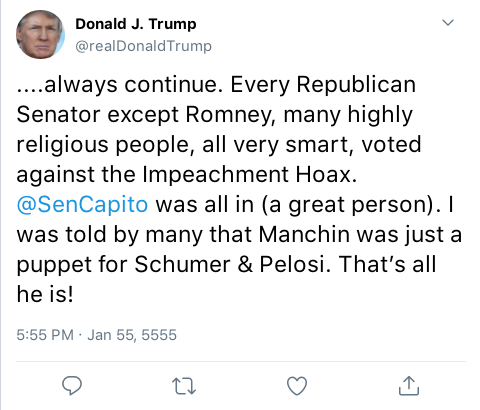 Donald J. Trump
@realDonaldTrump
....always continue. Every Republican
Senator except Romney, many highly
religious people, all very smart, voted
against the Impeachment Hoax.
@SenCapito was all in (a great person). I
was told by many that Manchin was just a
puppet for Schumer & Pelosi. That’s all
he is!
5:55 PM · Jan 55, 5555